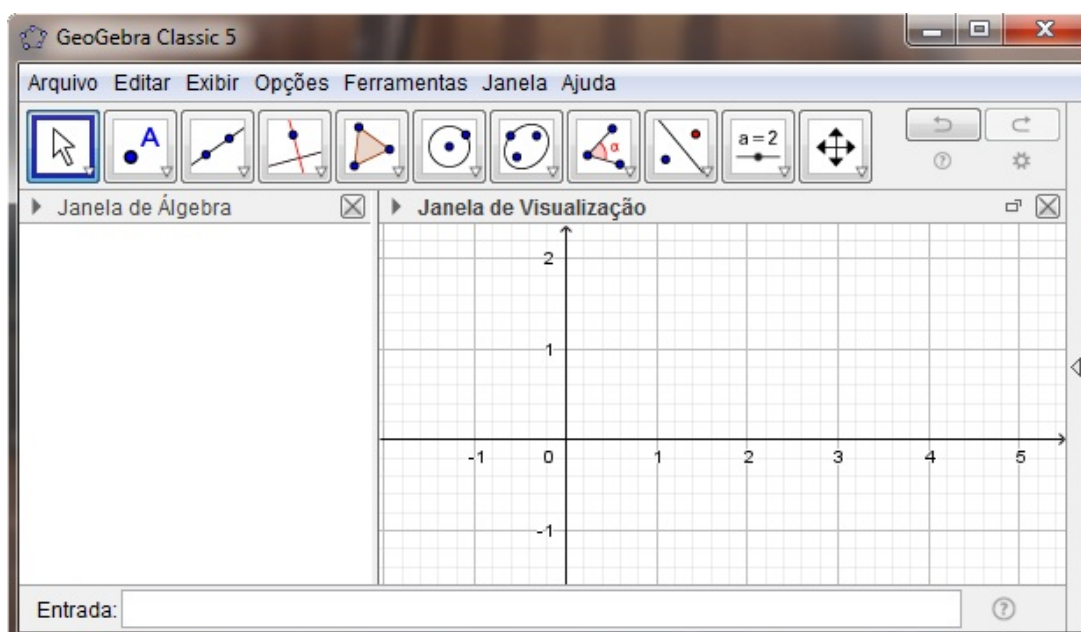 GeoGebra Classic 5
Arquivo Editar Exibir Opções Ferramentas Janela Ajuda
A
α
a=2
Janela de Álgebra
Janela de Visualização
2
1
-1 0 1 2 3 4 5
-1
Entrada: